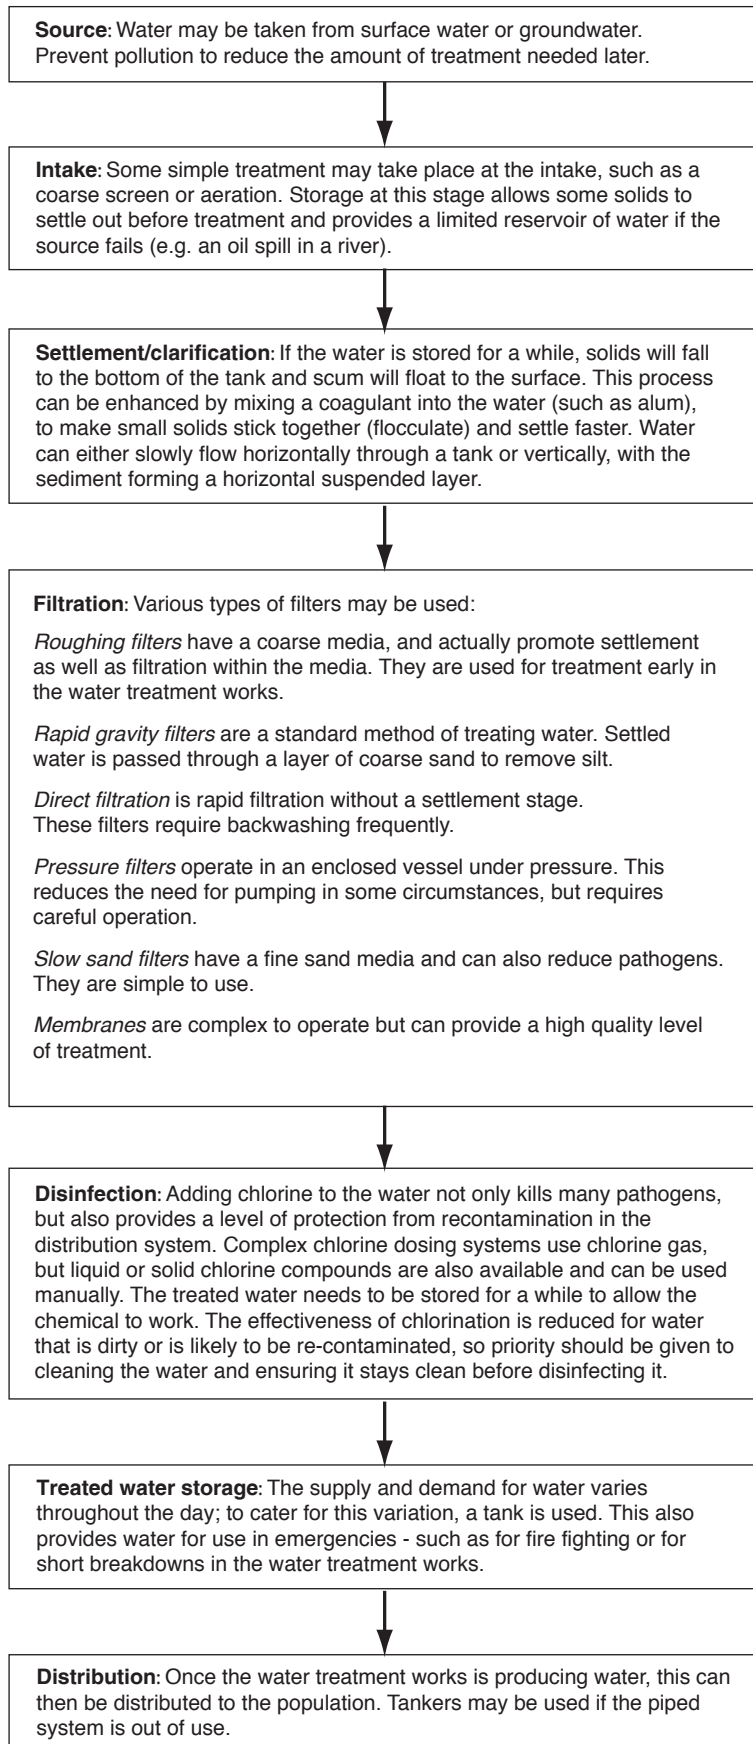 Source: Water may be taken from surface water or groundwater.
Prevent pollution to reduce the amount of treatment needed later.
Intake: Some simple treatment may take place at the intake, such as a
coarse screen or aeration. Storage at this stage allows some solids to
settle out before treatment and provides a limited reservoir of water if the
source fails (e.g. an oil spill in a river).
Settlement/clarification: If the water is stored for a while, solids will fall
to the bottom of the tank and scum will float to the surface. This process
can be enhanced by mixing a coagulant into the water (such as alum),
to make small solids stick together (flocculate) and settle faster. Water
can either slowly flow horizontally through a tank or vertically, with the
sediment forming a horizontal suspended layer.
Filtration: Various types of filters may be used:
Roughing filters have a coarse media, and actually promote settlement
as well as filtration within the media. They are used for treatment early in
the water treatment works.
Rapid gravity filters are a standard method of treating water. Settled
water is passed through a layer of coarse sand to remove silt.
Direct filtration is rapid filtration without a settlement stage.
These filters require backwashing frequently.
Pressure filters operate in an enclosed vessel under pressure. This
reduces the need for pumping in some circumstances, but requires
careful operation.
Slow sand filters have a fine sand media and can also reduce pathogens.
They are simple to use.
Membranes are complex to operate but can provide a high quality level
of treatment.
Disinfection: Adding chlorine to the water not only kills many pathogens,
but also provides a level of protection from recontamination in the
distribution system. Complex chlorine dosing systems use chlorine gas,
but liquid or solid chlorine compounds are also available and can be used
manually. The treated water needs to be stored for a while to allow the
chemical to work. The effectiveness of chlorination is reduced for water
that is dirty or is likely to be re-contaminated, so priority should be given to
cleaning the water and ensuring it stays clean before disinfecting it.
Treated water storage: The supply and demand for water varies
throughout the day; to cater for this variation, a tank is used. This also
provides water for use in emergencies - such as for fire fighting or for
short breakdowns in the water treatment works.
Distribution: Once the water treatment works is producing water, this can
then be distributed to the population. Tankers may be used if the piped
system is out of use.